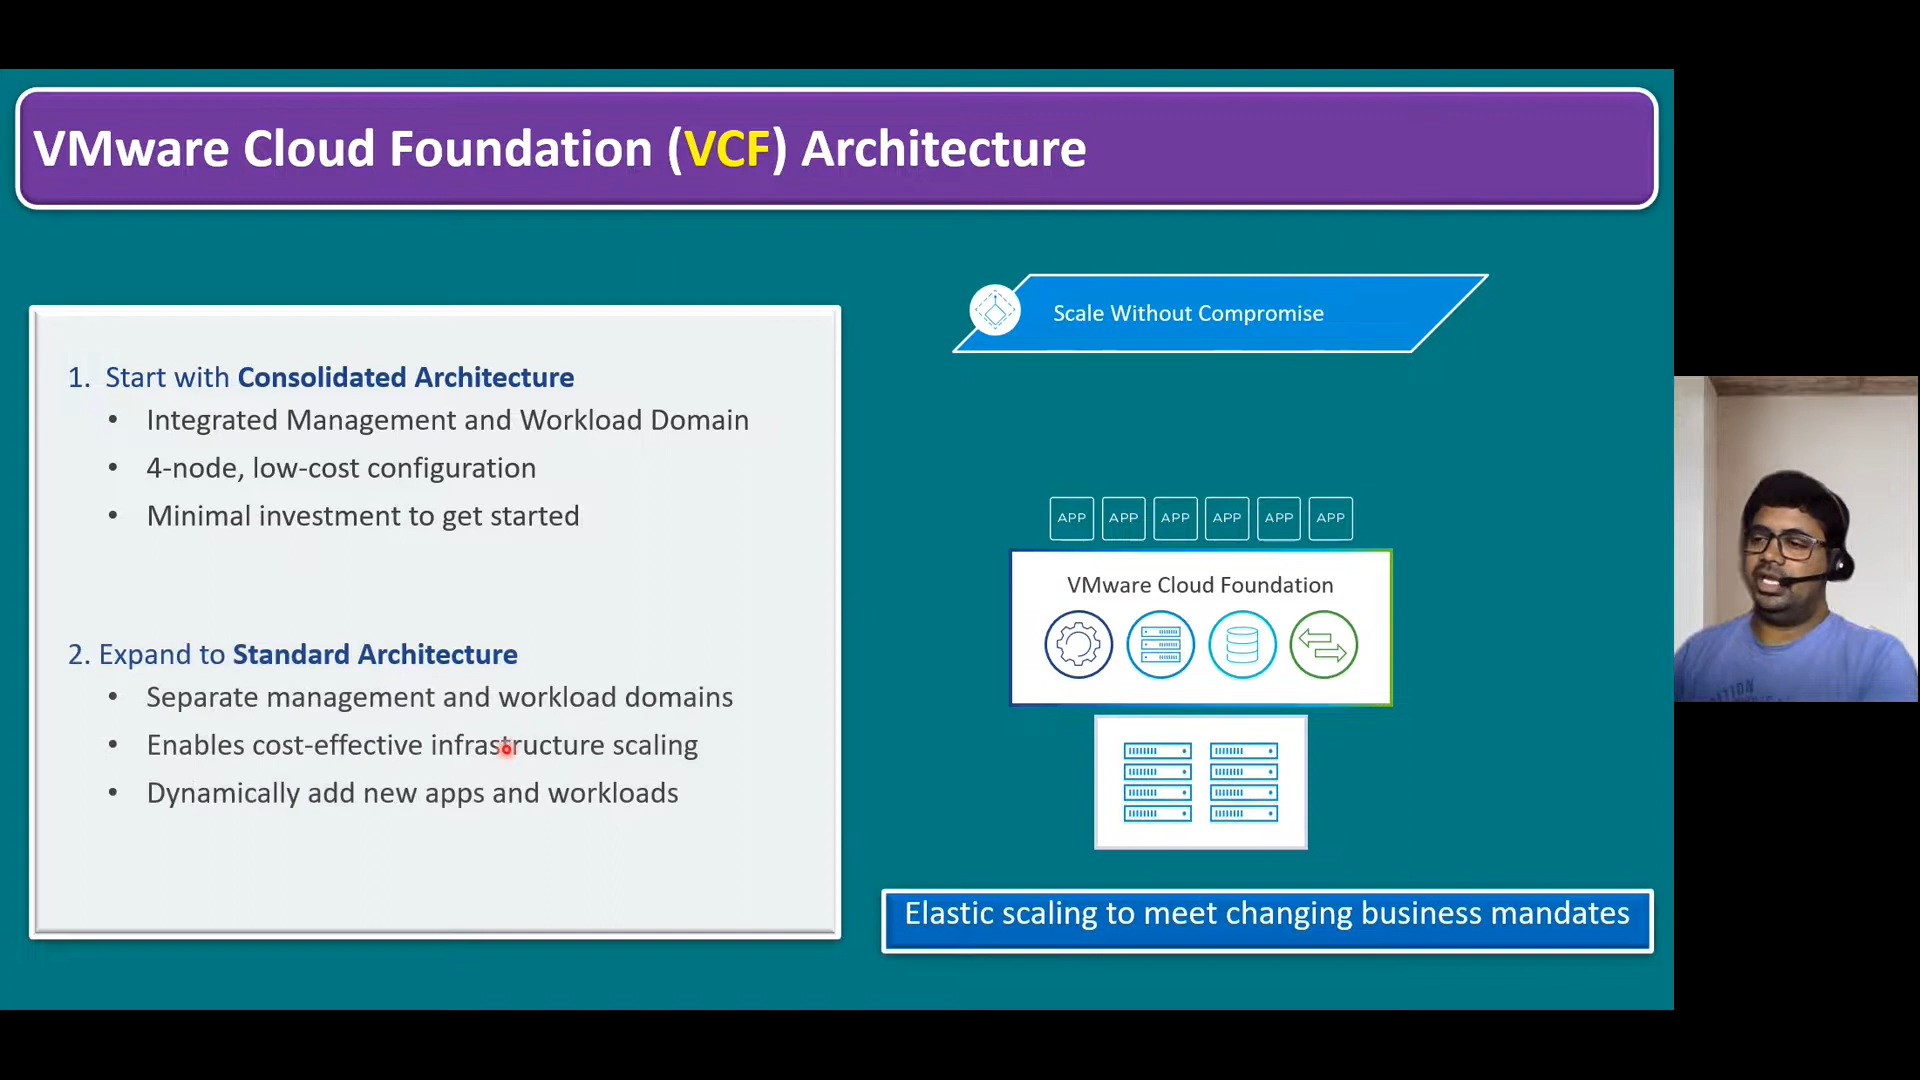 VMware Cloud Foundation (VCF) Architecture
1. Start with Consolidated Architecture
• Integrated Management and Workload Domain
• 4-node, low-cost configuration
• Minimal investment to get started
2. Expand to Standard Architecture
• Separate management and workload domains
• Enables cost-effective infrastructure scaling
• Dynamically add new apps and workloads
Scale Without Compromise
APP APP APP APP APP APP
VMware Cloud Foundation
Elastic scaling to meet changing business mandates